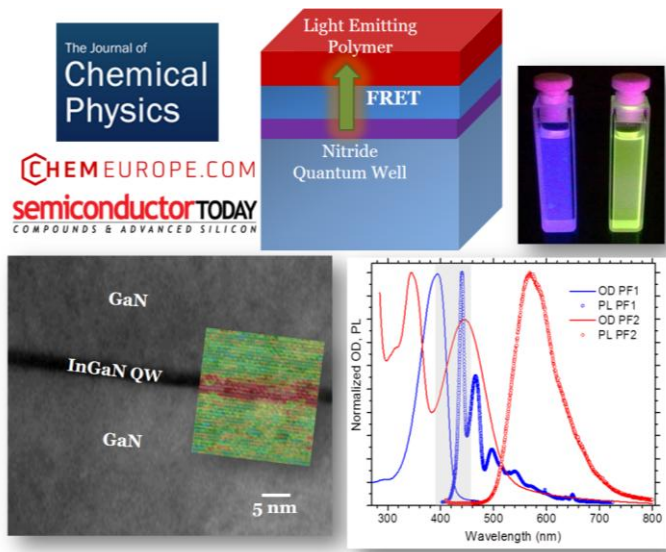 The Journal of
Chemical
Physics
CHEMEUROPE.COM
semiconductorTODAY
COMPOUNDS & ADVANCED SILICON
Light Emitting
Polymer
FRET
Nitride
Quantum Well
GaN
InGaN QW
GaN
5 nm
Normalized OD, PL
OD PF1
PL PF1
OD PF2
PL PF2
300 400 500 600 700 800
Wavelength (nm)